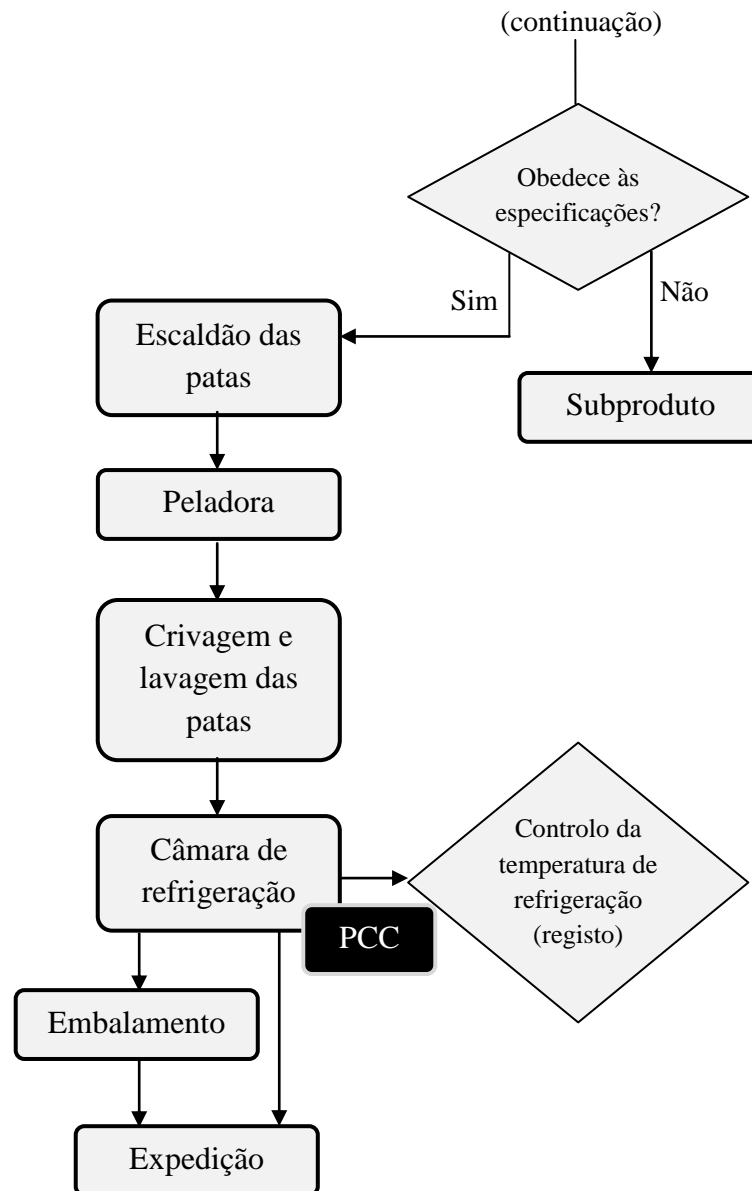 (continuação)
Obedece às
especificações?
Sim
Não
Escaldão das
patas
Subproduto
Peladora
Crivagem e
lavagem das
patas
Câmara de
refrigeração
PCC
Controlo da
temperatura de
refrigeração
(registo)
Embalamento
Expedição